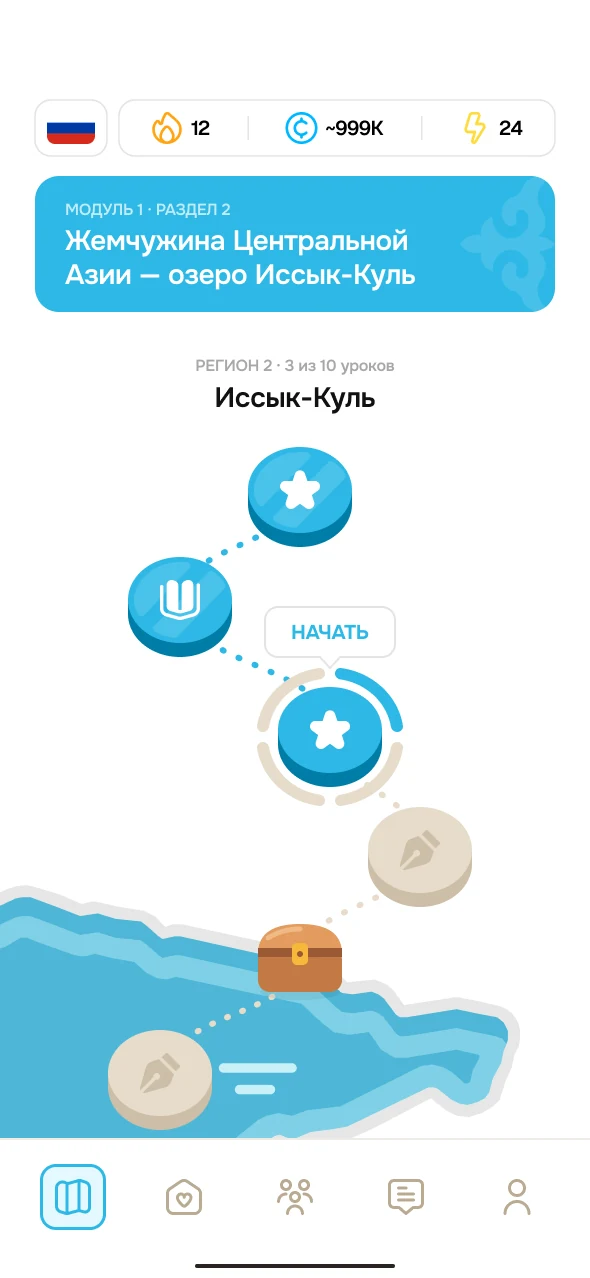 12
~999K
24
МОДУЛЬ 1 · РАЗДЕЛ 2
Жемчужина Центральной
Азии — озеро Иссык-Куль
РЕГИОН 2 · 3 из 10 уроков
Иссык-Куль
НАЧАТЬ